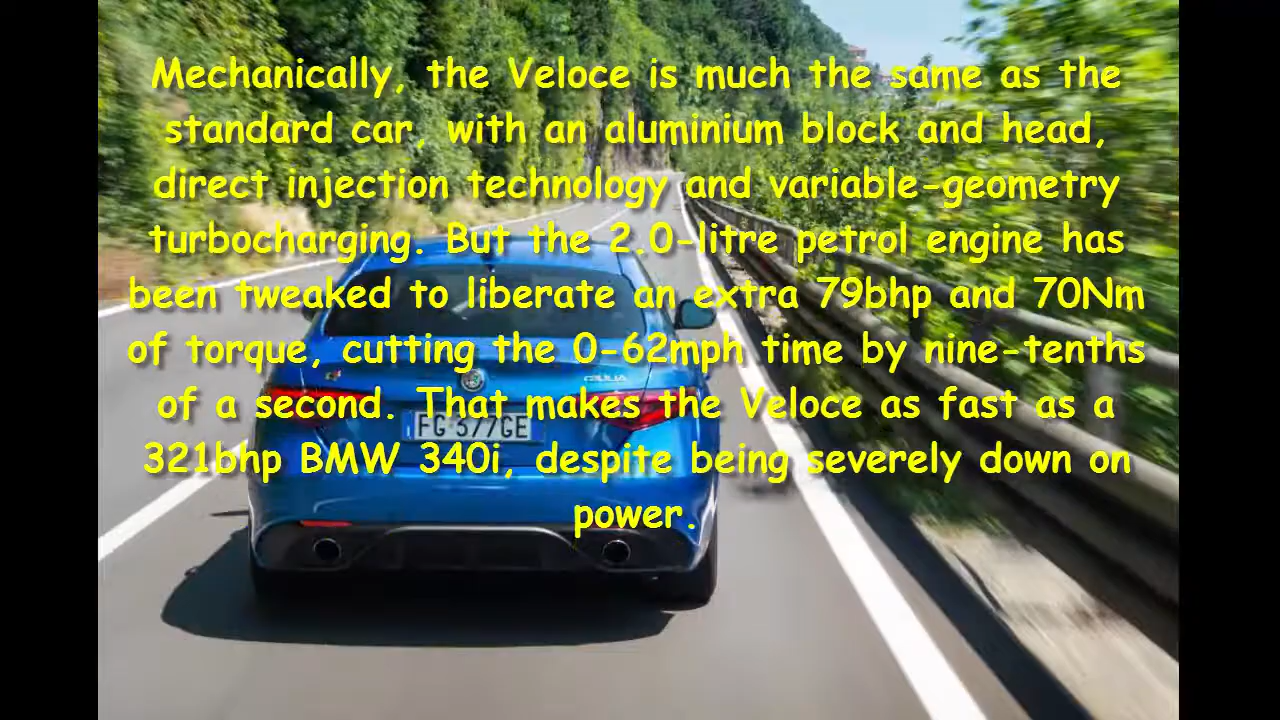 Mechanically, the Veloce is much the same as the
standard car, with an aluminium block and head,
direct injection technology and variable-geometry
turbocharging. But the 2.0-litre petrol engine has
been tweaked to liberate an extra 79bhp and 70Nm
of torque, cutting the 0-62mph time by nine-tenths
of a second. That makes the Veloce as fast as a
321bhp BMW 340i, despite being severely down on
power.
GIULIA
FG 377GE